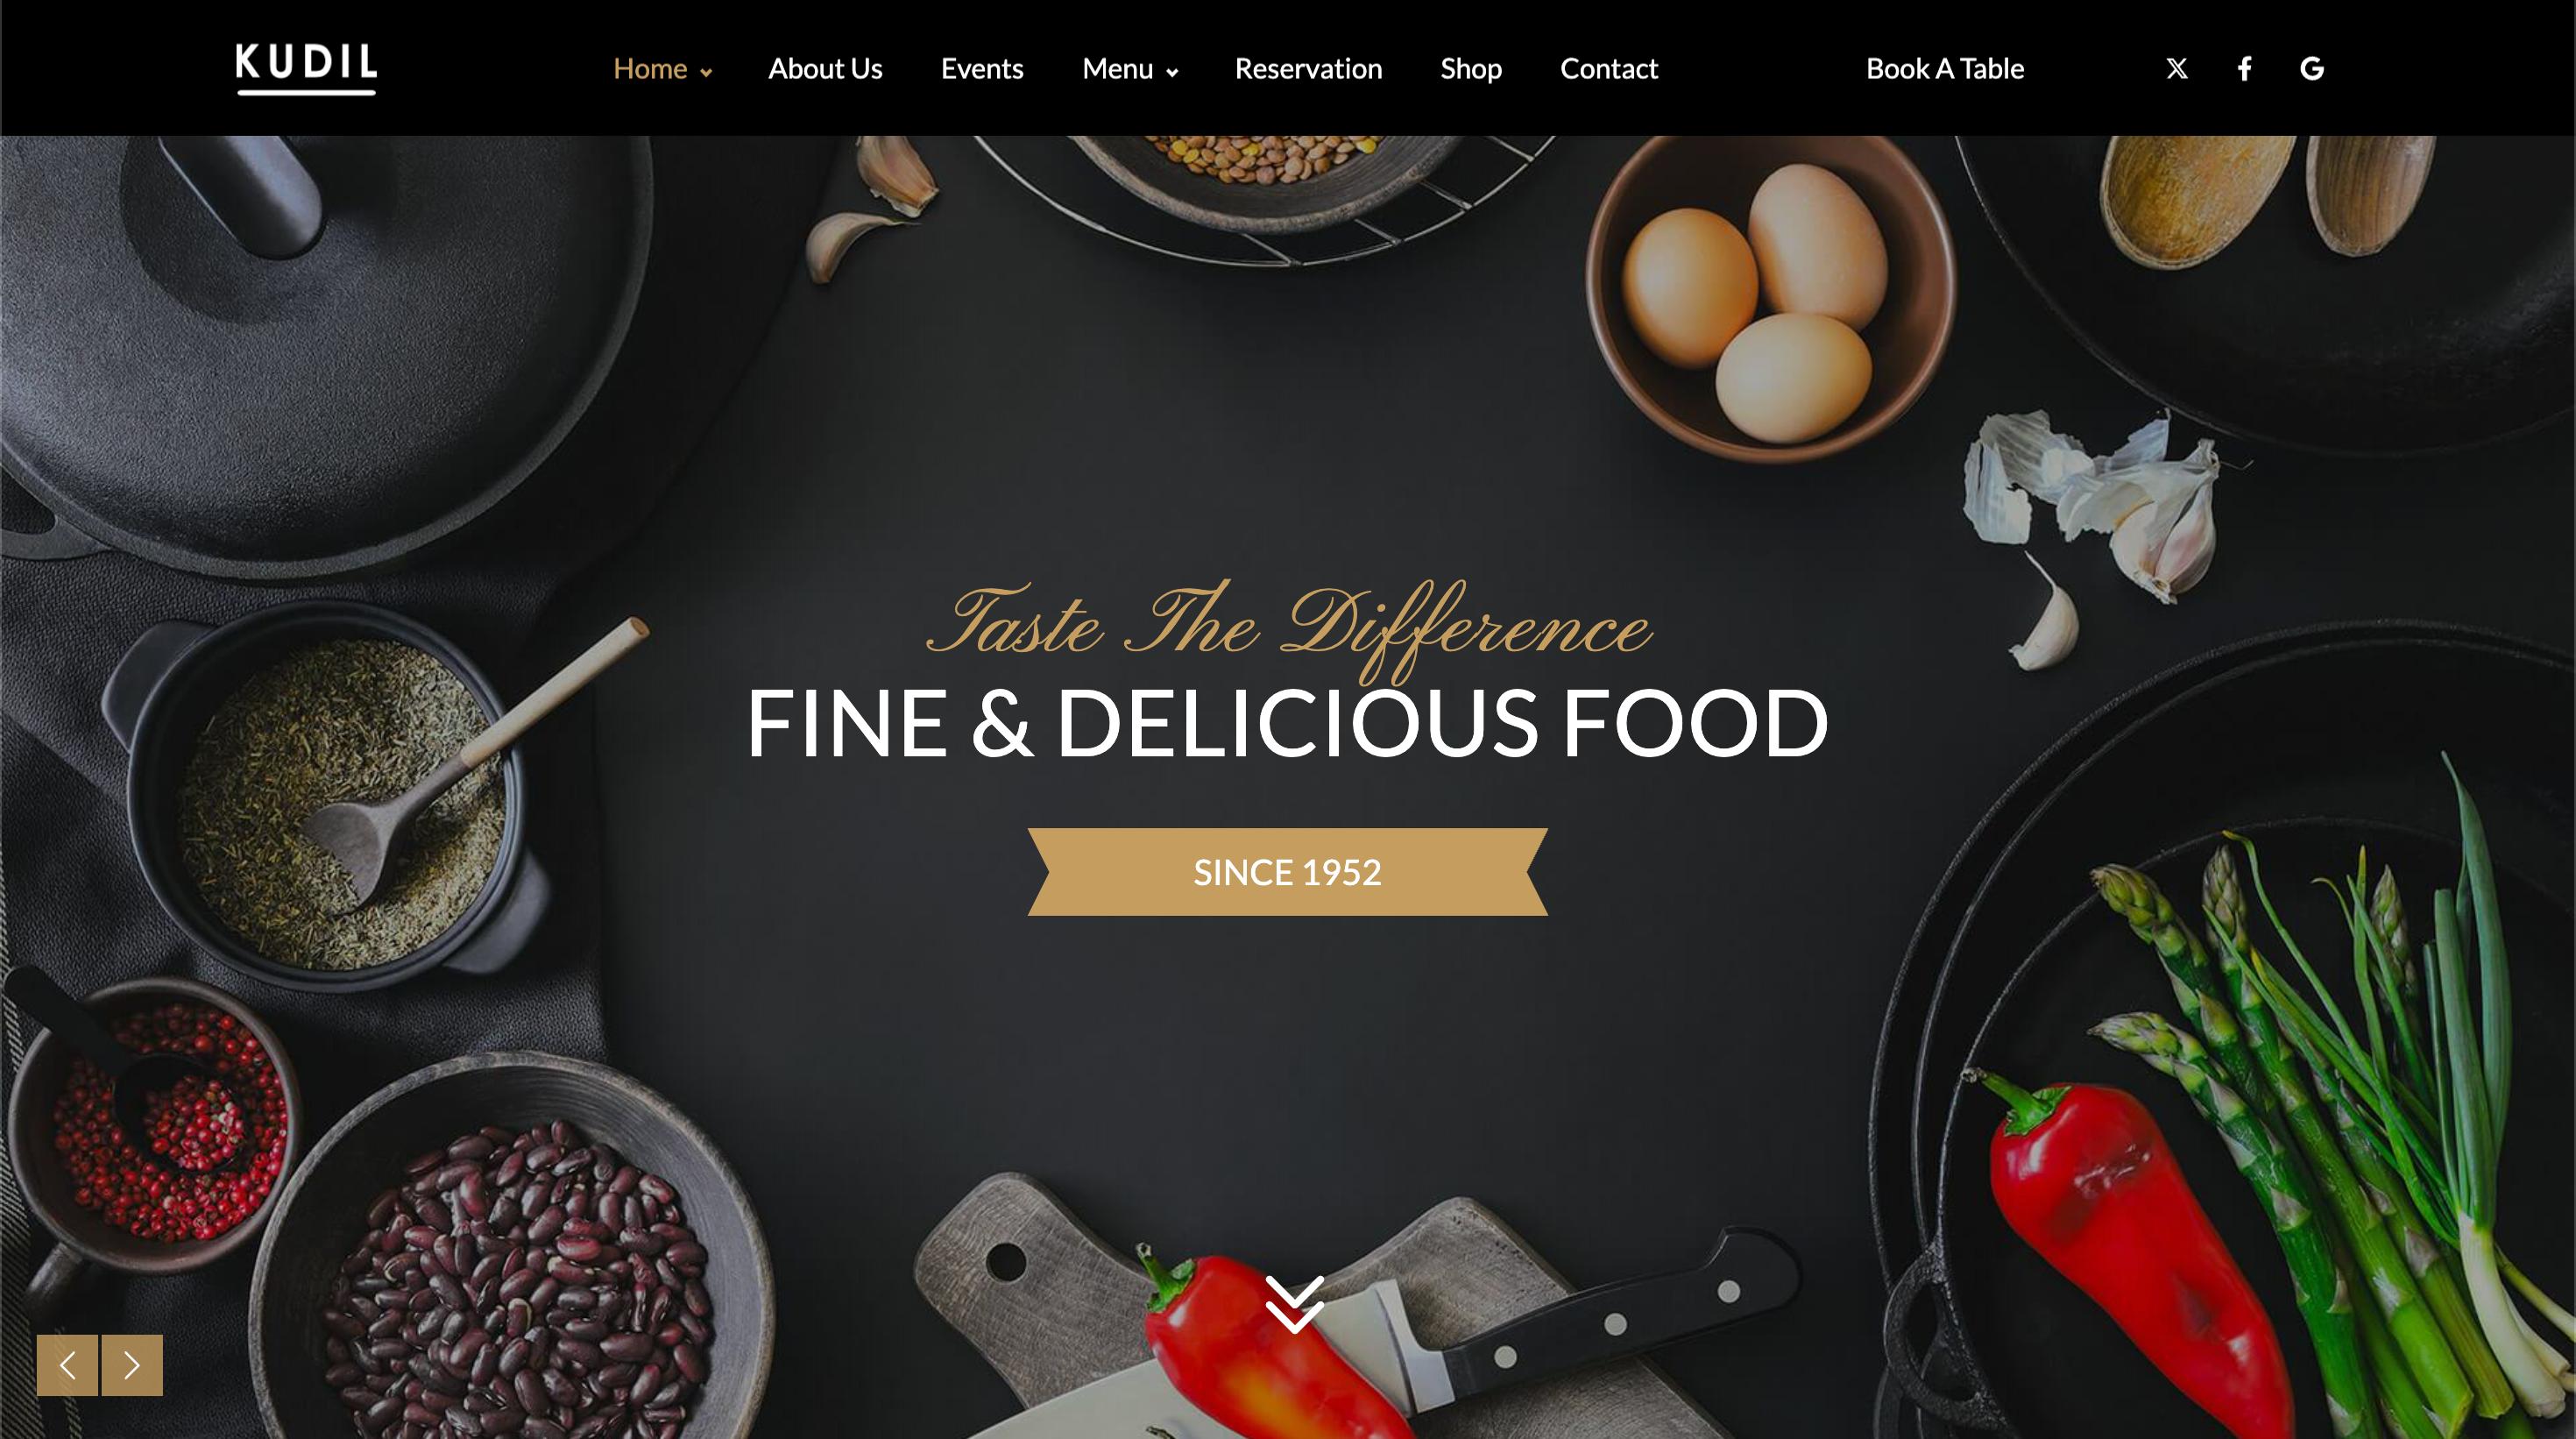 KUDIL
Home About Us Events Menu Reservation Shop Contact Book A Table
Taste The Difference
FINE & DELICIOUS FOOD
SINCE 1952